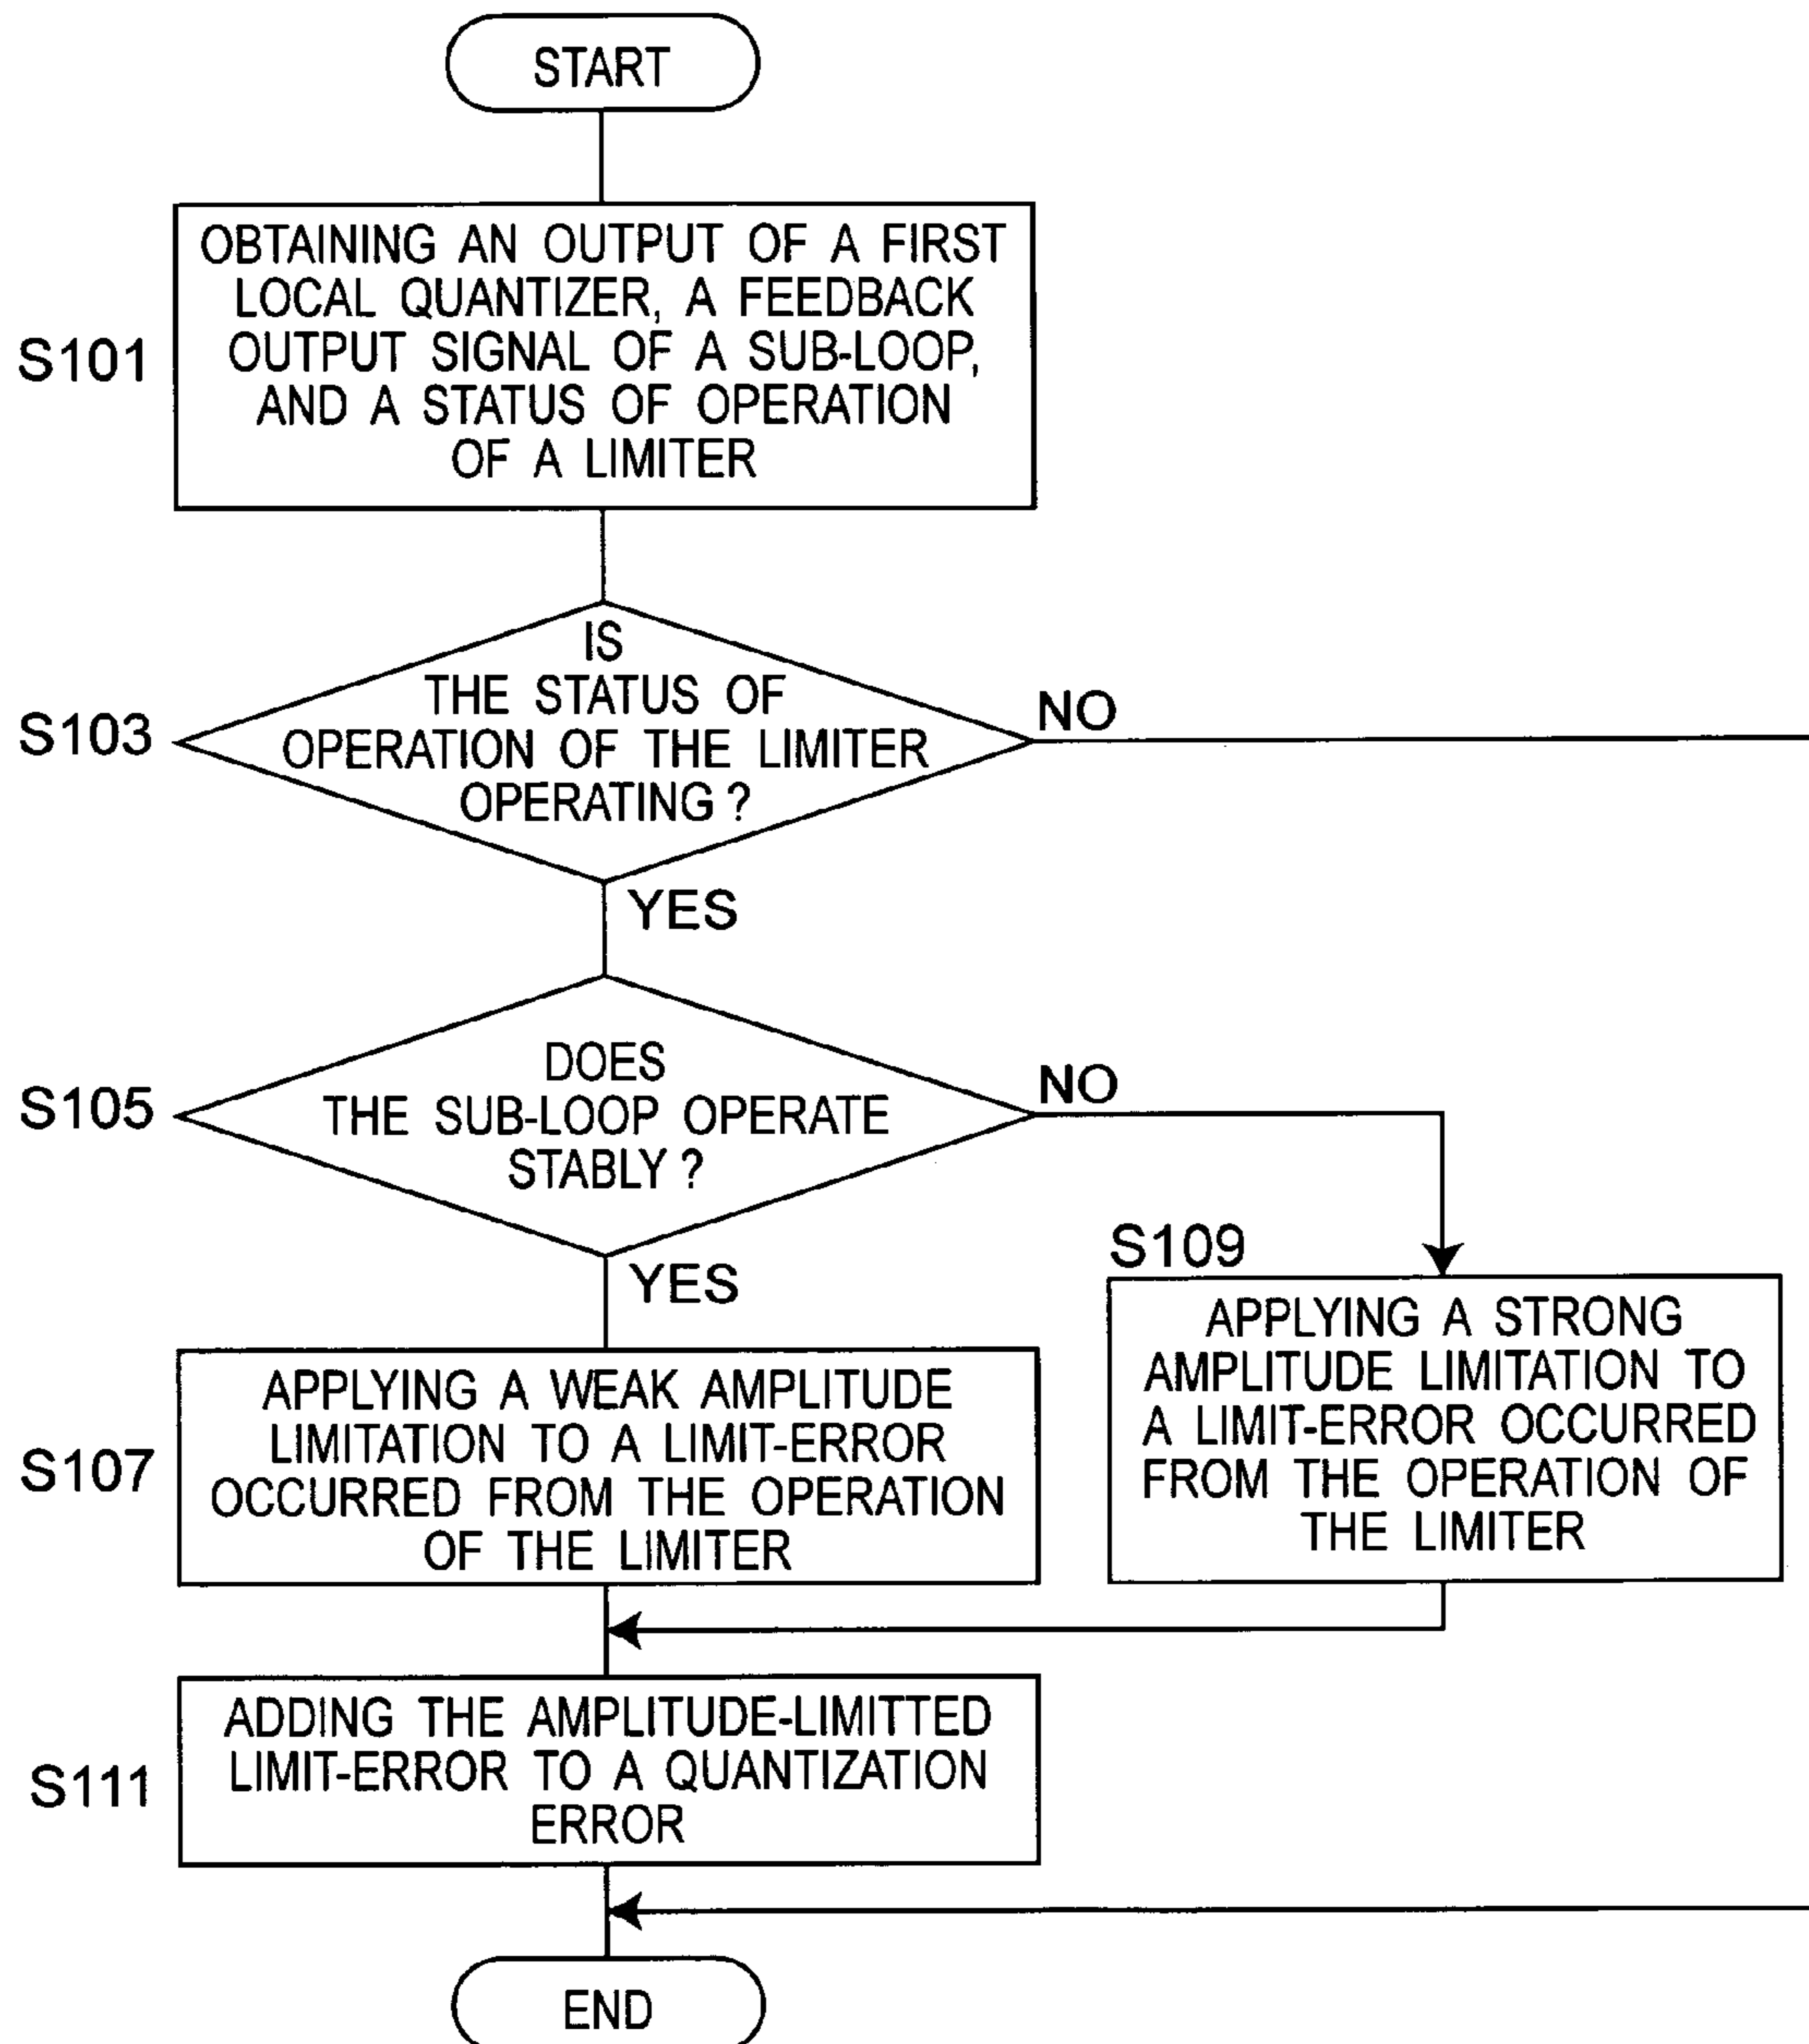 START
S101
OBTAINING AN OUTPUT OF A FIRST
LOCAL QUANTIZER, A FEEDBACK
OUTPUT SIGNAL OF A SUB-LOOP,
AND A STATUS OF OPERATION
OF A LIMITER
S103
IS
THE STATUS OF
OPERATION OF THE LIMITER
OPERATING ?
NO
YES
S105
DOES
THE SUB-LOOP OPERATE
STABLY ?
NO
YES
S109
APPLYING A STRONG
AMPLITUDE LIMITATION TO
A LIMIT-ERROR OCCURRED
FROM THE OPERATION OF
THE LIMITER
S107
APPLYING A WEAK AMPLITUDE
LIMITATION TO A LIMIT-ERROR
OCCURRED FROM THE OPERATION
OF THE LIMITER
S111
ADDING THE AMPLITUDE-LIMITTED
LIMIT-ERROR TO A QUANTIZATION
ERROR
END